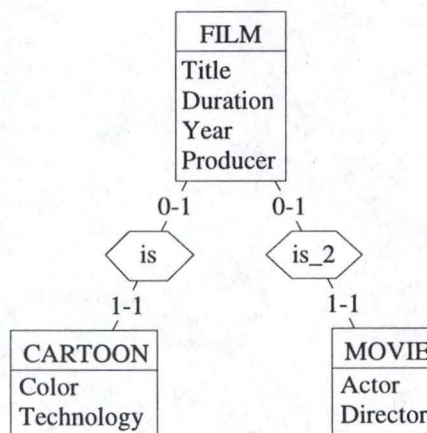 FILM
Title
Duration
Year
Producer
0-1 0-1
is is_2
1-1 1-1
CARTOON MOVIE
Color Actor
Technology Director